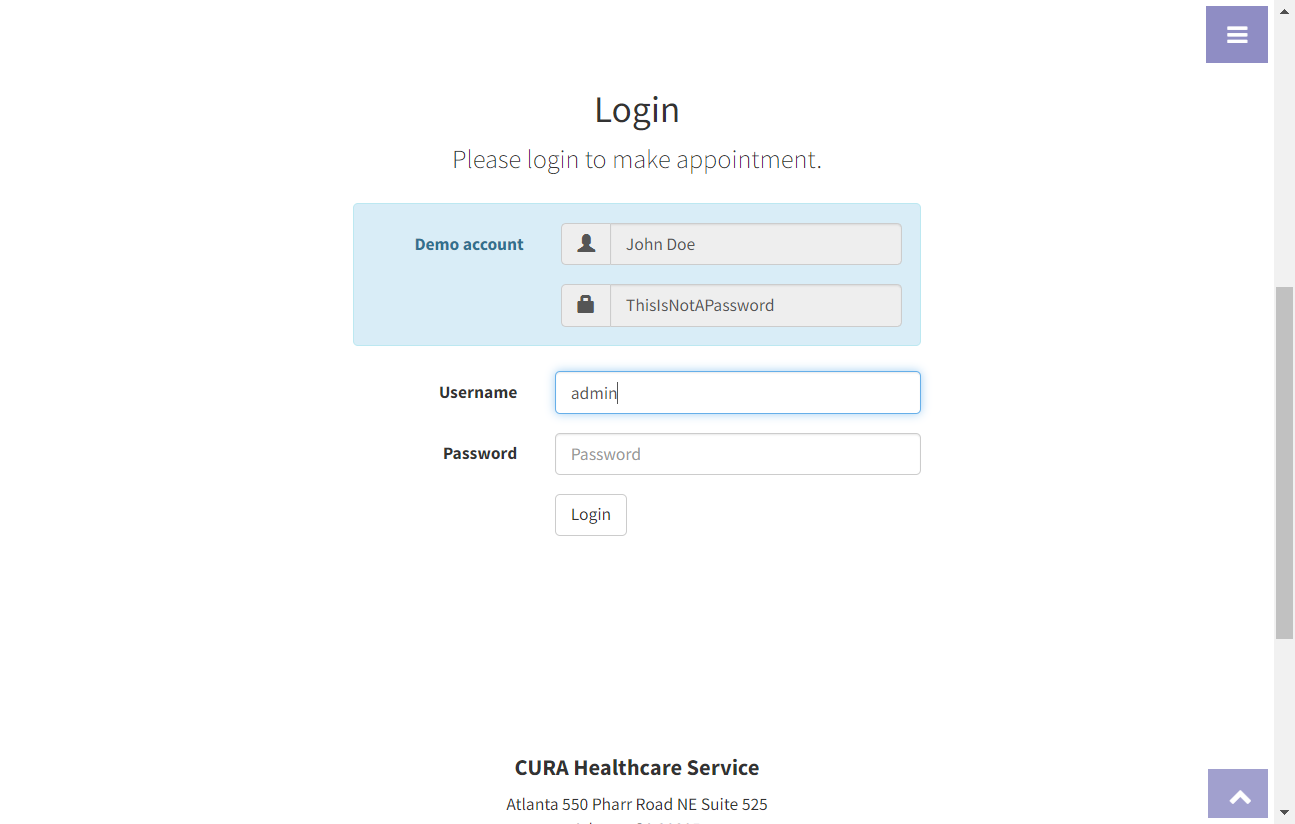 Login
Please login to make appointment.
Demo account
John Doe
ThisIsNotAPassword
Username
admin
Password
Password
Login
CURA Healthcare Service
Atlanta 550 Pharr Road NE Suite 525